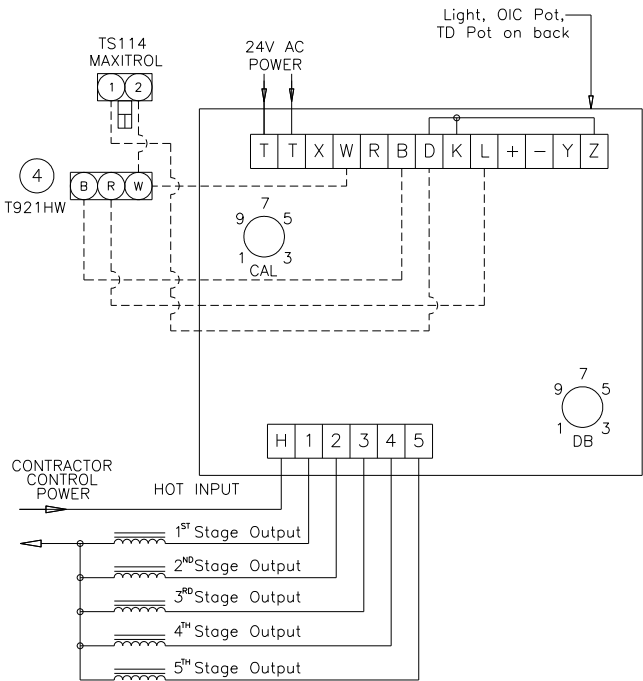 Light, OIC Pot,
TD Pot on back
TS114
MAXITROL
24V AC
POWER
1 2
T T X W R B D K L + − Y Z
4
B R W
T921HW
7
9 5
1 3
CAL
7
9 5
1 3
DB
H 1 2 3 4 5
CONTRACTOR
CONTROL
POWER
HOT INPUT
1ST Stage Output
2ND Stage Output
3RD Stage Output
4TH Stage Output
5TH Stage Output